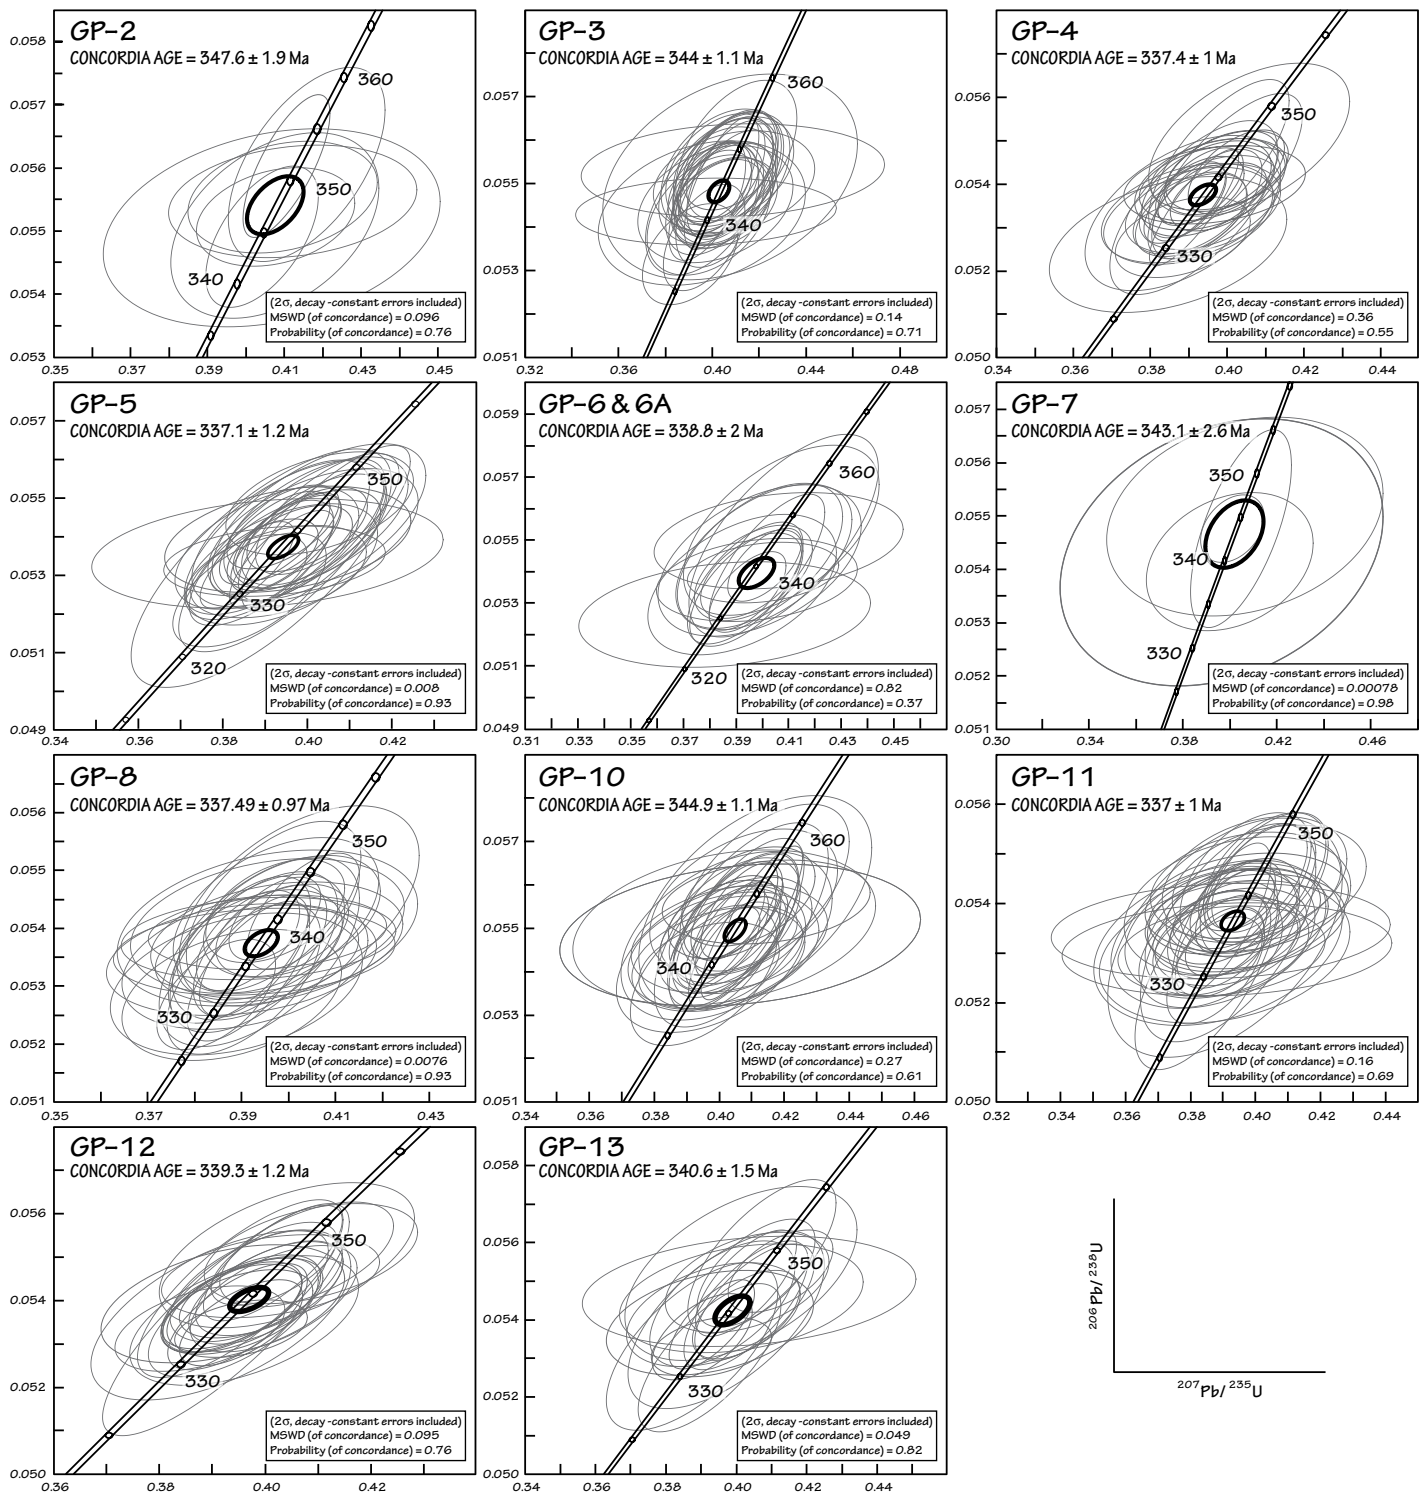 GP-2
CONCORDIA AGE = 347.6 ± 1.9 Ma
0.058
0.057
0.056
0.055
0.054
0.053
360
350
340
(2σ, decay-constant errors included)
MSWD (of concordance) = 0.096
Probability (of concordance) = 0.76
0.35 0.37 0.39 0.41 0.43 0.45
GP-3
CONCORDIA AGE = 344 ± 1.1 Ma
0.057
0.055
0.053
0.051
360
340
(2σ, decay-constant errors included)
MSWD (of concordance) = 0.14
Probability (of concordance) = 0.71
0.32 0.36 0.40 0.44 0.48
GP-4
CONCORDIA AGE = 337.4 ± 1 Ma
0.056
0.054
0.052
0.050
350
330
(2σ, decay-constant errors included)
MSWD (of concordance) = 0.36
Probability (of concordance) = 0.55
0.34 0.36 0.38 0.40 0.42 0.44
GP-5
CONCORDIA AGE = 337.1 ± 1.2 Ma
0.057
0.055
0.053
0.051
0.049
350
330
320
(2σ, decay-constant errors included)
MSWD (of concordance) = 0.008
Probability (of concordance) = 0.93
0.34 0.36 0.38 0.40 0.42
GP-6 & 6A
CONCORDIA AGE = 338.8 ± 2 Ma
0.059
0.057
0.055
0.053
0.051
0.049
360
340
320
(2σ, decay-constant errors included)
MSWD (of concordance) = 0.82
Probability (of concordance) = 0.37
0.31 0.33 0.35 0.37 0.39 0.41 0.43 0.45
GP-7
CONCORDIA AGE = 343.1 ± 2.6 Ma
0.057
0.056
0.055
0.054
0.053
0.052
0.051
350
340
330
(2σ, decay-constant errors included)
MSWD (of concordance) = 0.00078
Probability (of concordance) = 0.98
0.30 0.34 0.38 0.42 0.46
GP-8
CONCORDIA AGE = 337.49 ± 0.97 Ma
0.056
0.055
0.054
0.053
0.052
0.051
350
340
330
(2σ, decay-constant errors included)
MSWD (of concordance) = 0.0076
Probability (of concordance) = 0.93
0.35 0.37 0.39 0.41 0.43
GP-10
CONCORDIA AGE = 344.9 ± 1.1 Ma
0.057
0.055
0.053
0.051
360
340
(2σ, decay-constant errors included)
MSWD (of concordance) = 0.27
Probability (of concordance) = 0.61
0.34 0.36 0.38 0.40 0.42 0.44 0.46
GP-11
CONCORDIA AGE = 337 ± 1 Ma
0.056
0.054
0.052
0.050
350
330
(2σ, decay-constant errors included)
MSWD (of concordance) = 0.16
Probability (of concordance) = 0.69
0.32 0.34 0.36 0.38 0.40 0.42 0.44
GP-12
CONCORDIA AGE = 339.3 ± 1.2 Ma
0.056
0.054
0.052
0.050
350
330
(2σ, decay-constant errors included)
MSWD (of concordance) = 0.095
Probability (of concordance) = 0.76
0.36 0.38 0.40 0.42
GP-13
CONCORDIA AGE = 340.6 ± 1.5 Ma
0.058
0.056
0.054
0.052
0.050
350
330
(2σ, decay-constant errors included)
MSWD (of concordance) = 0.049
Probability (of concordance) = 0.82
0.34 0.36 0.38 0.40 0.42 0.44
²⁰⁶Pb/²³⁸U
²⁰⁷Pb/²³⁵U